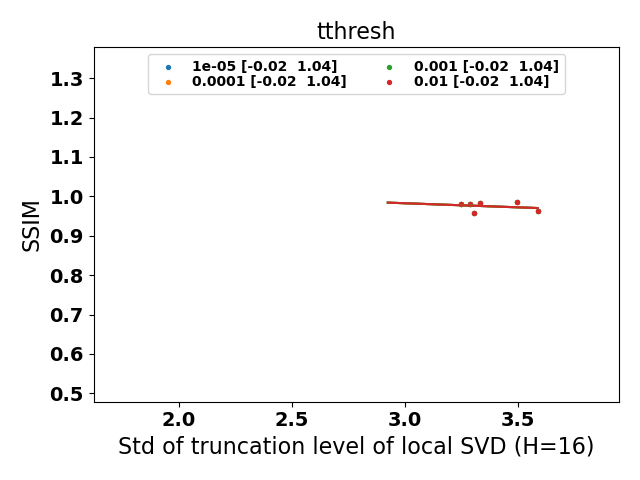 tthresh
1e-05 [-0.02  1.04]
0.0001 [-0.02  1.04]
0.001 [-0.02  1.04]
0.01 [-0.02  1.04]
SSIM
1.3
1.2
1.1
1.0
0.9
0.8
0.7
0.6
0.5
2.0
2.5
3.0
3.5
Std of truncation level of local SVD (H=16)